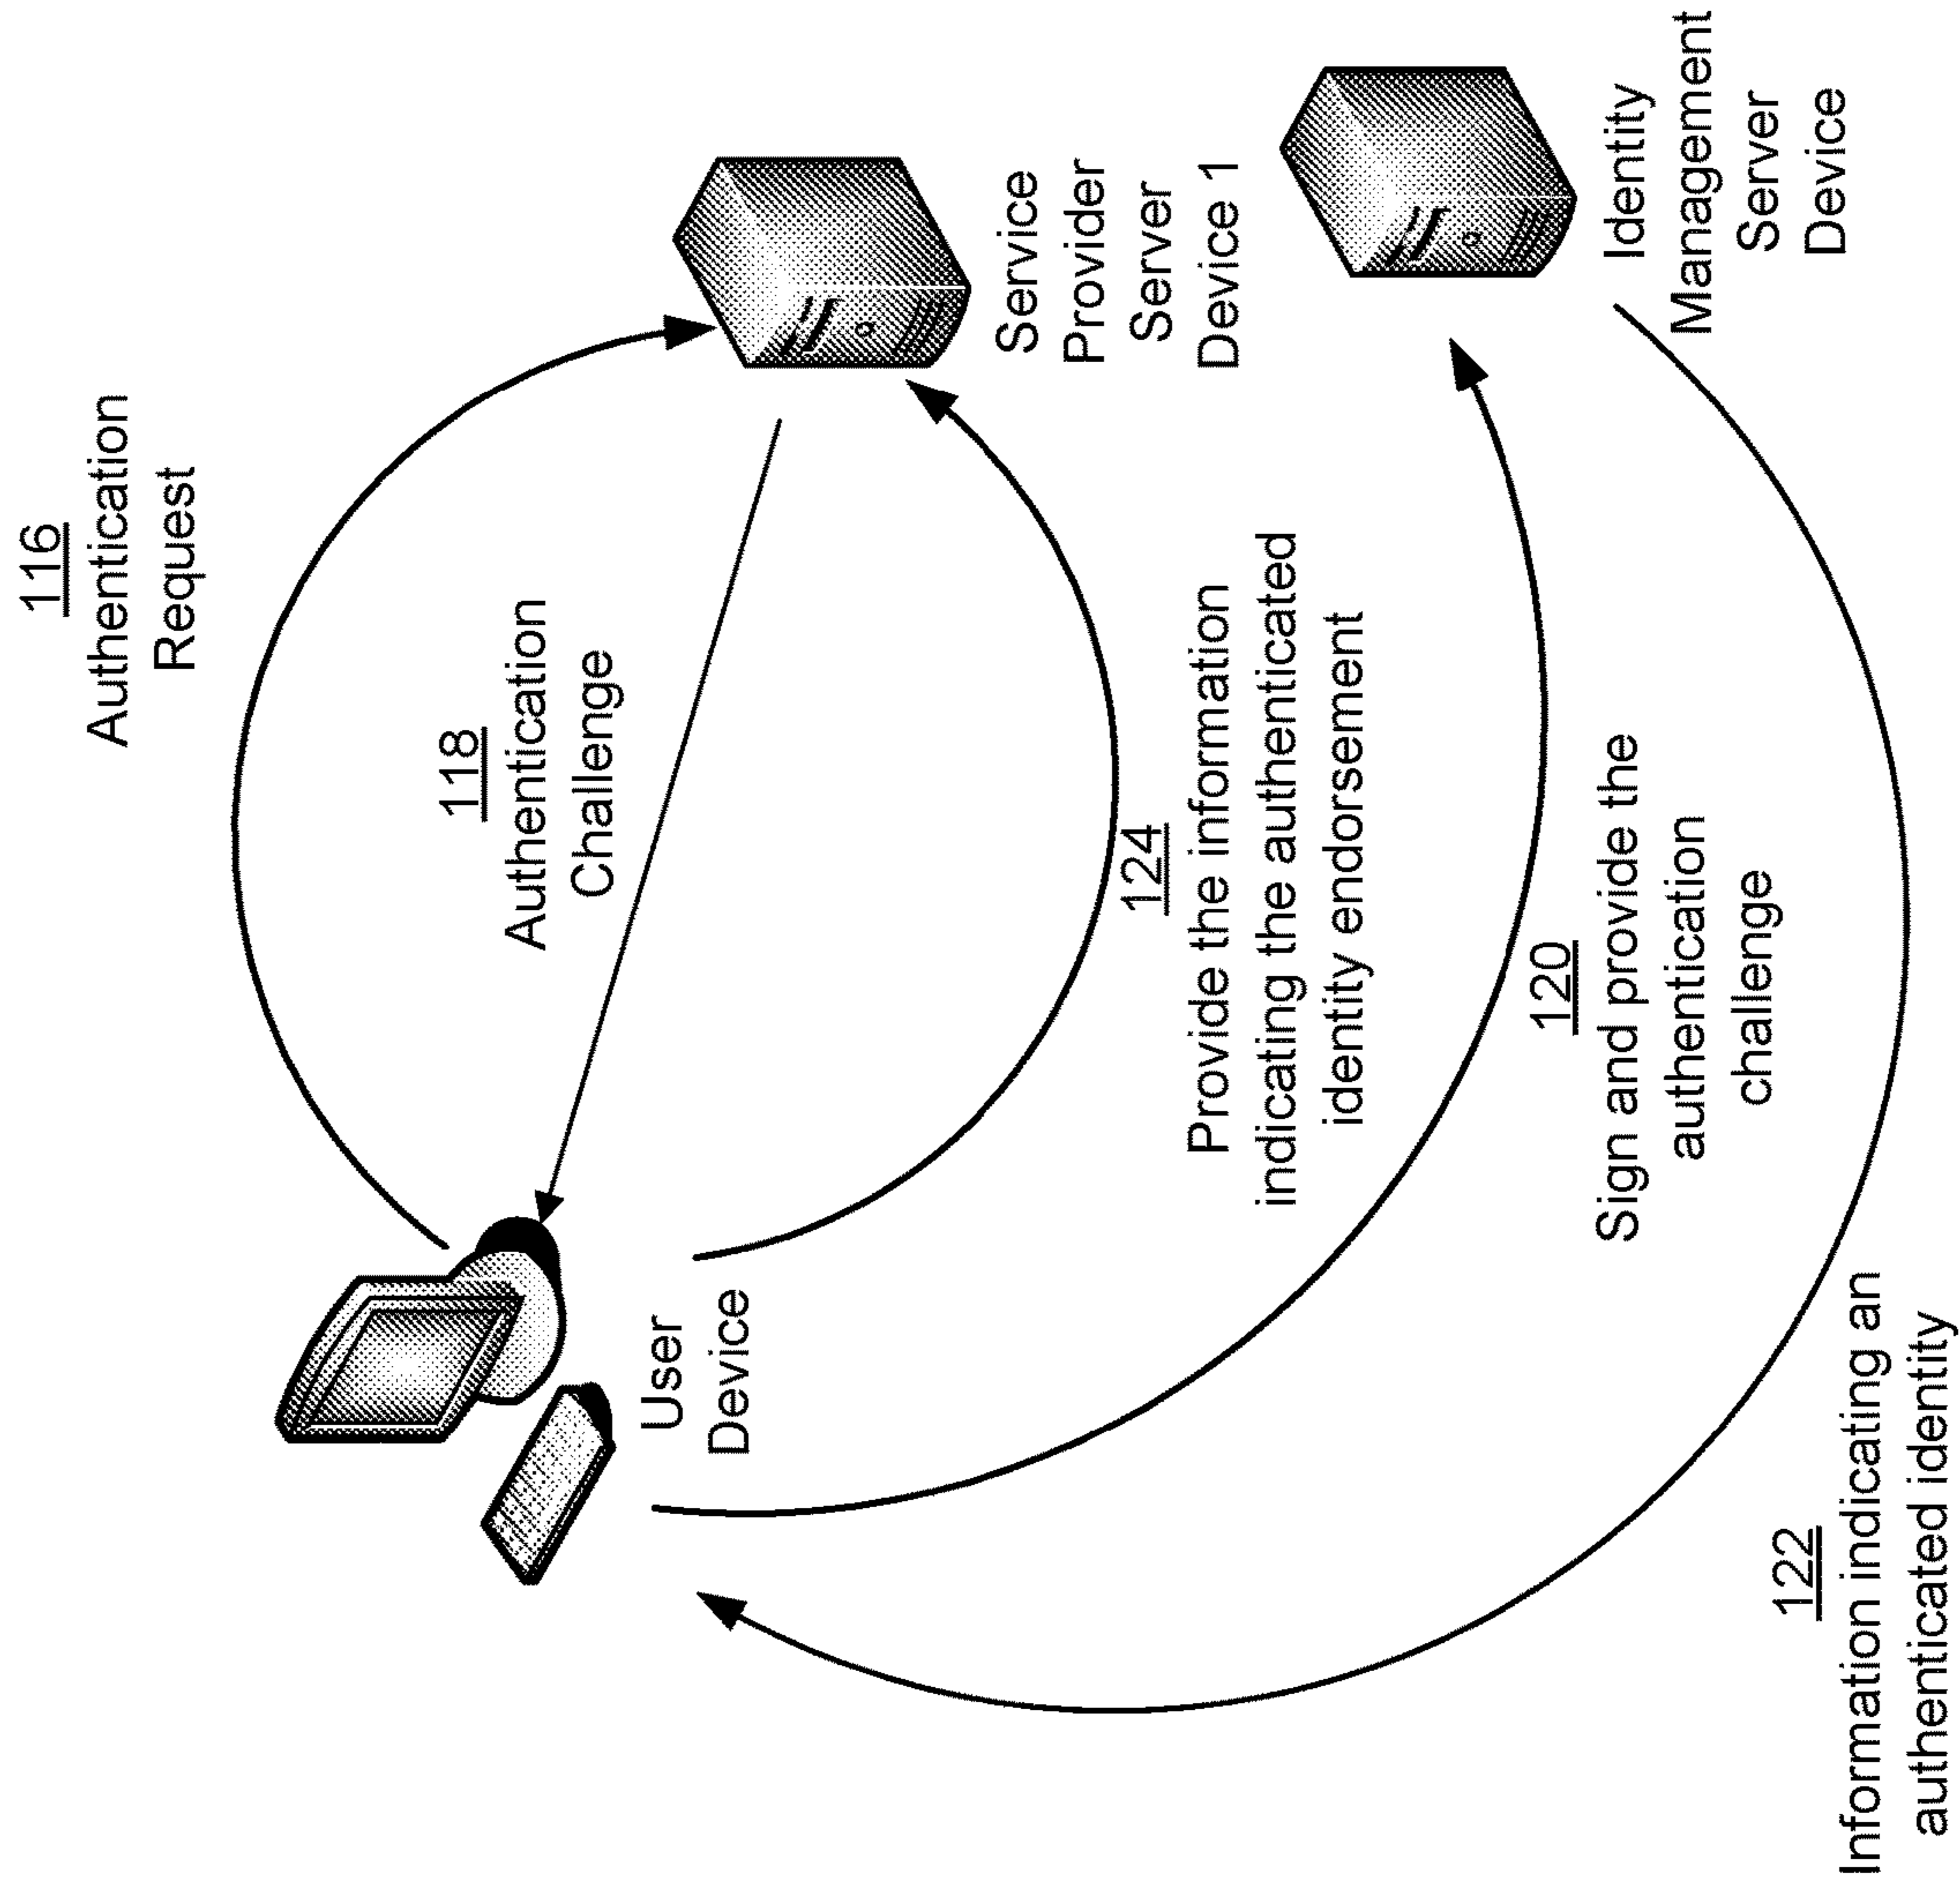 116
Authentication
Request
118
Authentication
Challenge
User
Device
Service
Provider
Server
Device 1
124
Provide the information
indicating the authenticated
identity endorsement
120
Sign and provide the
authentication
challenge
Identity
Management
Server
Device
122
Information indicating an
authenticated identity